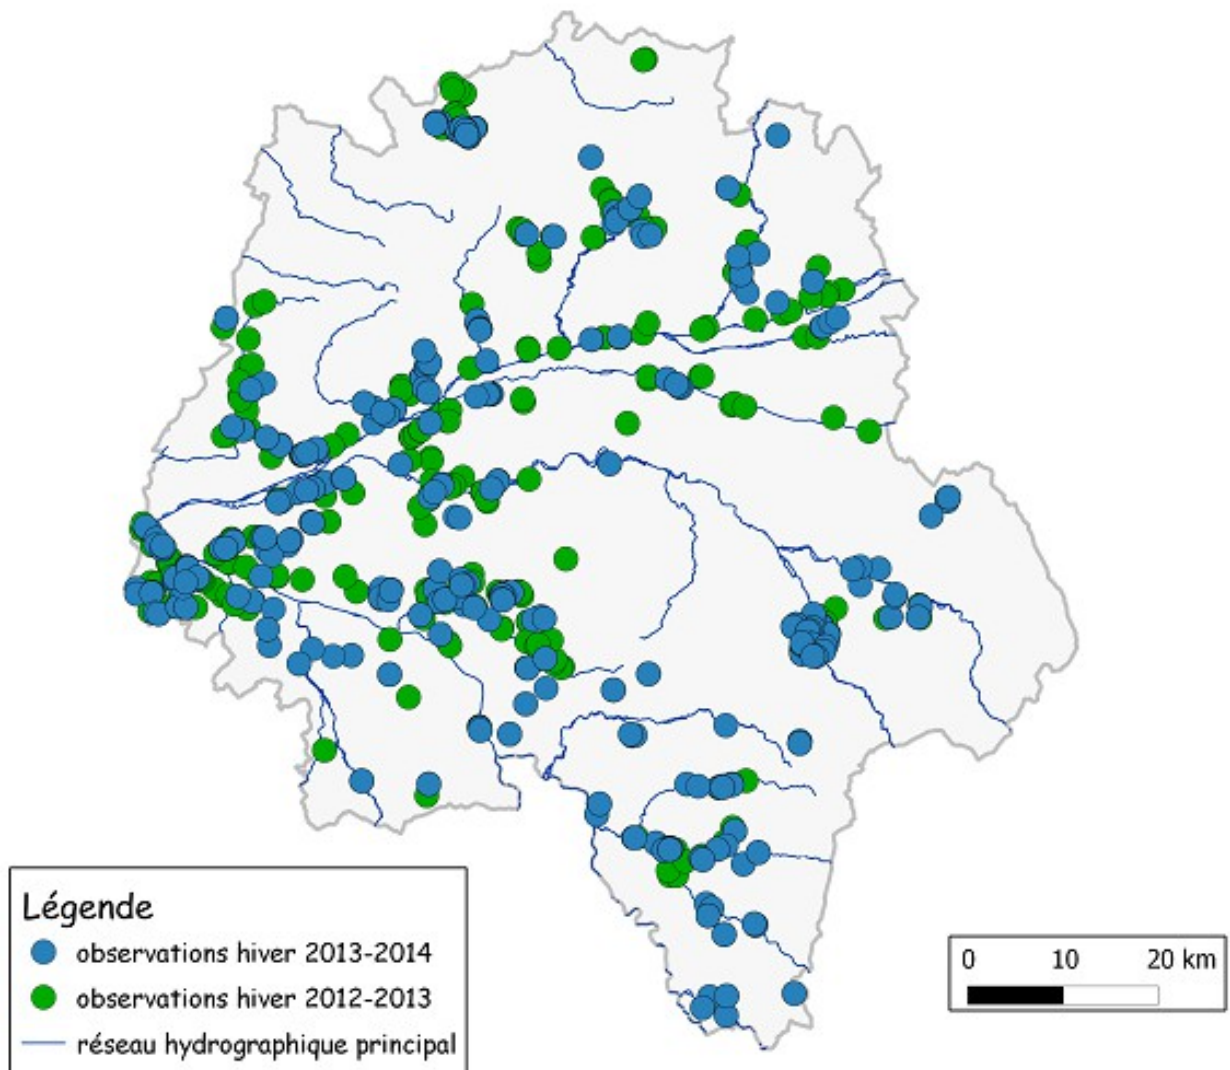 Légende
observations hiver 2013-2014
observations hiver 2012-2013
réseau hydrographique principal
0 10 20 km